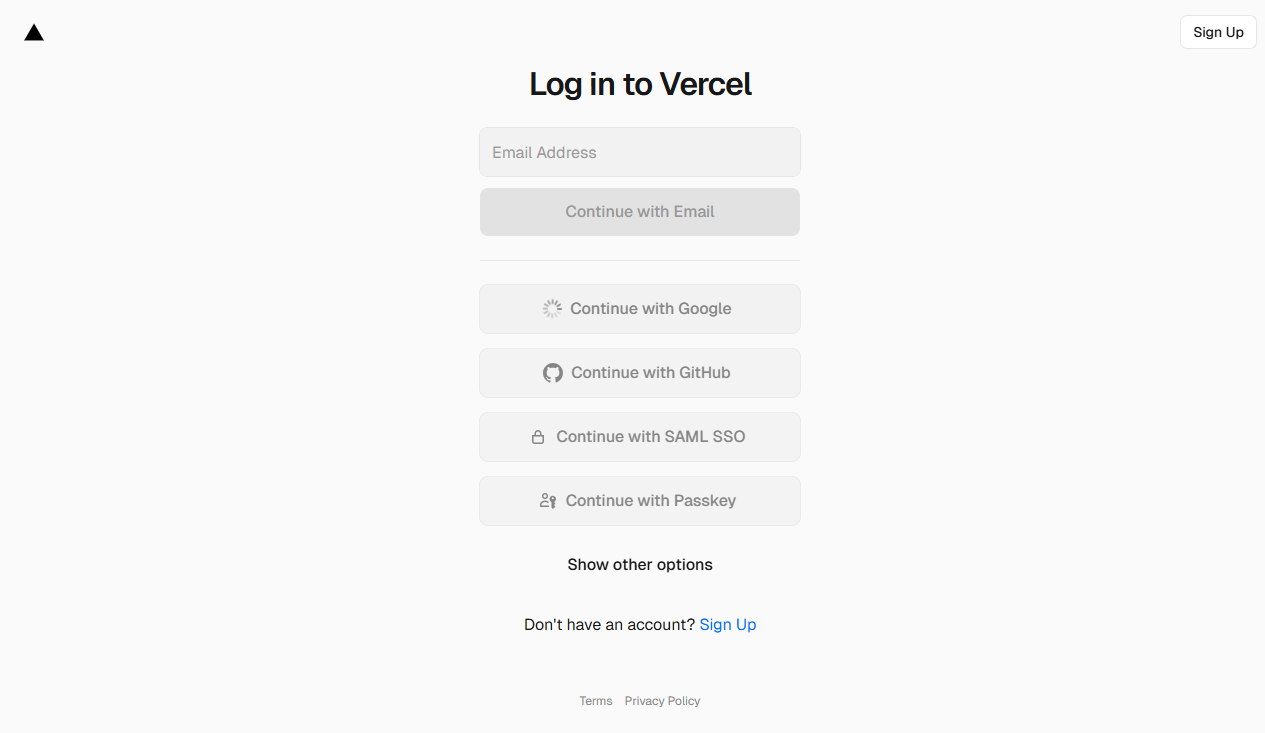 Sign Up
Log in to Vercel
Email Address
Continue with Email
Continue with Google
Continue with GitHub
Continue with SAML SSO
Continue with Passkey
Show other options
Don't have an account? Sign Up
Terms Privacy Policy